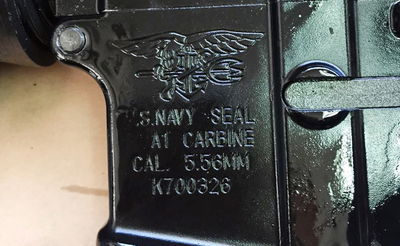 U.S.NAVY SEAL
A1 CARBINE
CAL. 5.56MM
K700326